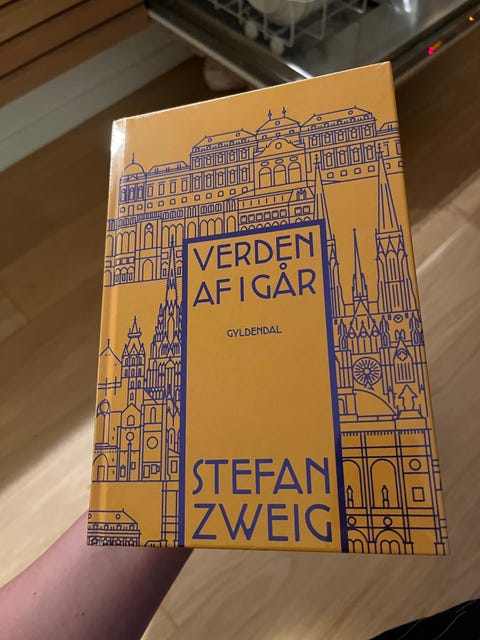 VERDEN
AF I GÅR
GYLDENDAL
STEFAN
ZWEIG